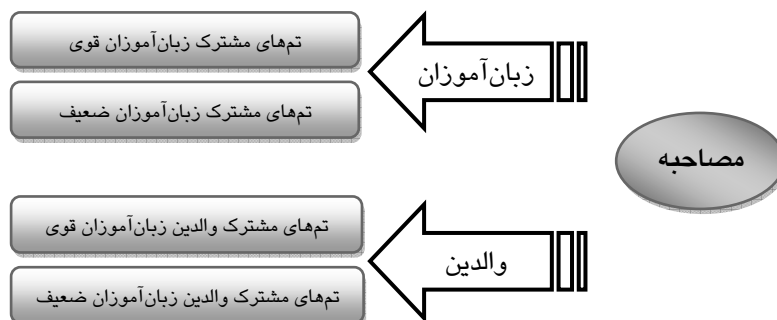 مصاحبه
زبان‌آموزان
تم‌های مشترک زبان‌آموزان قوی
تم‌های مشترک زبان‌آموزان ضعیف
والدین
تم‌های مشترک والدین زبان‌آموزان قوی
تم‌های مشترک والدین زبان‌آموزان ضعیف